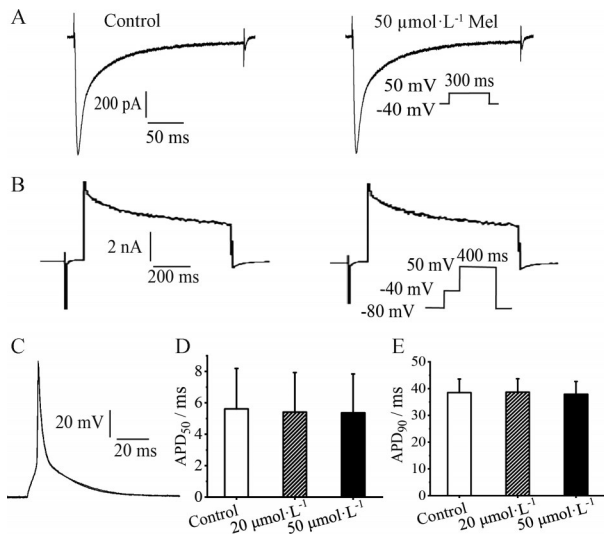 A
Control
50 μmol·L⁻¹ Mel
200 pA
50 ms
50 mV
300 ms
-40 mV
B
2 nA
200 ms
50 mV
400 ms
-40 mV
-80 mV
C
20 mV
20 ms
D
APD₅₀ / ms
8
6
4
2
0
Control
20 μmol·L⁻¹
50 μmol·L⁻¹
E
APD₉₀ / ms
50
40
30
20
10
0
Control
20 μmol·L⁻¹
50 μmol·L⁻¹